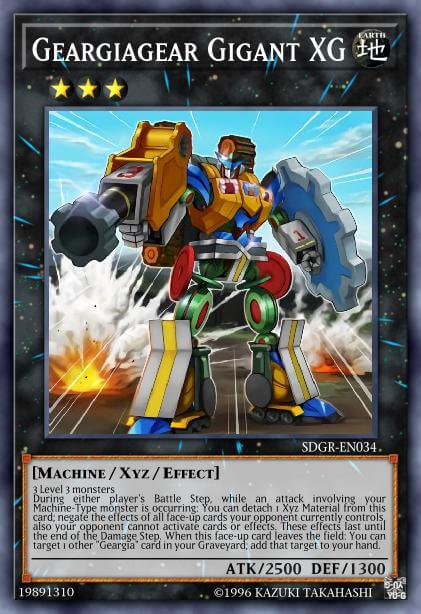 GEARGIAGEAR GIGANT XG
EARTH
地
3
1
SDGR-EN034
[MACHINE / XYZ / EFFECT]
3 Level 3 monsters
During either player's Battle Step, while an attack involving your
Machine-Type monster is occurring: You can detach 1 Xyz Material from
this card; negate the effects of all face-up cards your opponent currently controls,
also your opponent cannot activate cards or effects. These effects last until
the end of the Damage Step. When this face-up card leaves the field: You can
target 1 other "Geargia" card in your Graveyard; add that target to your hand.
ATK/2500 DEF/1300
19891310
©1996 KAZUKI TAKAHASHI